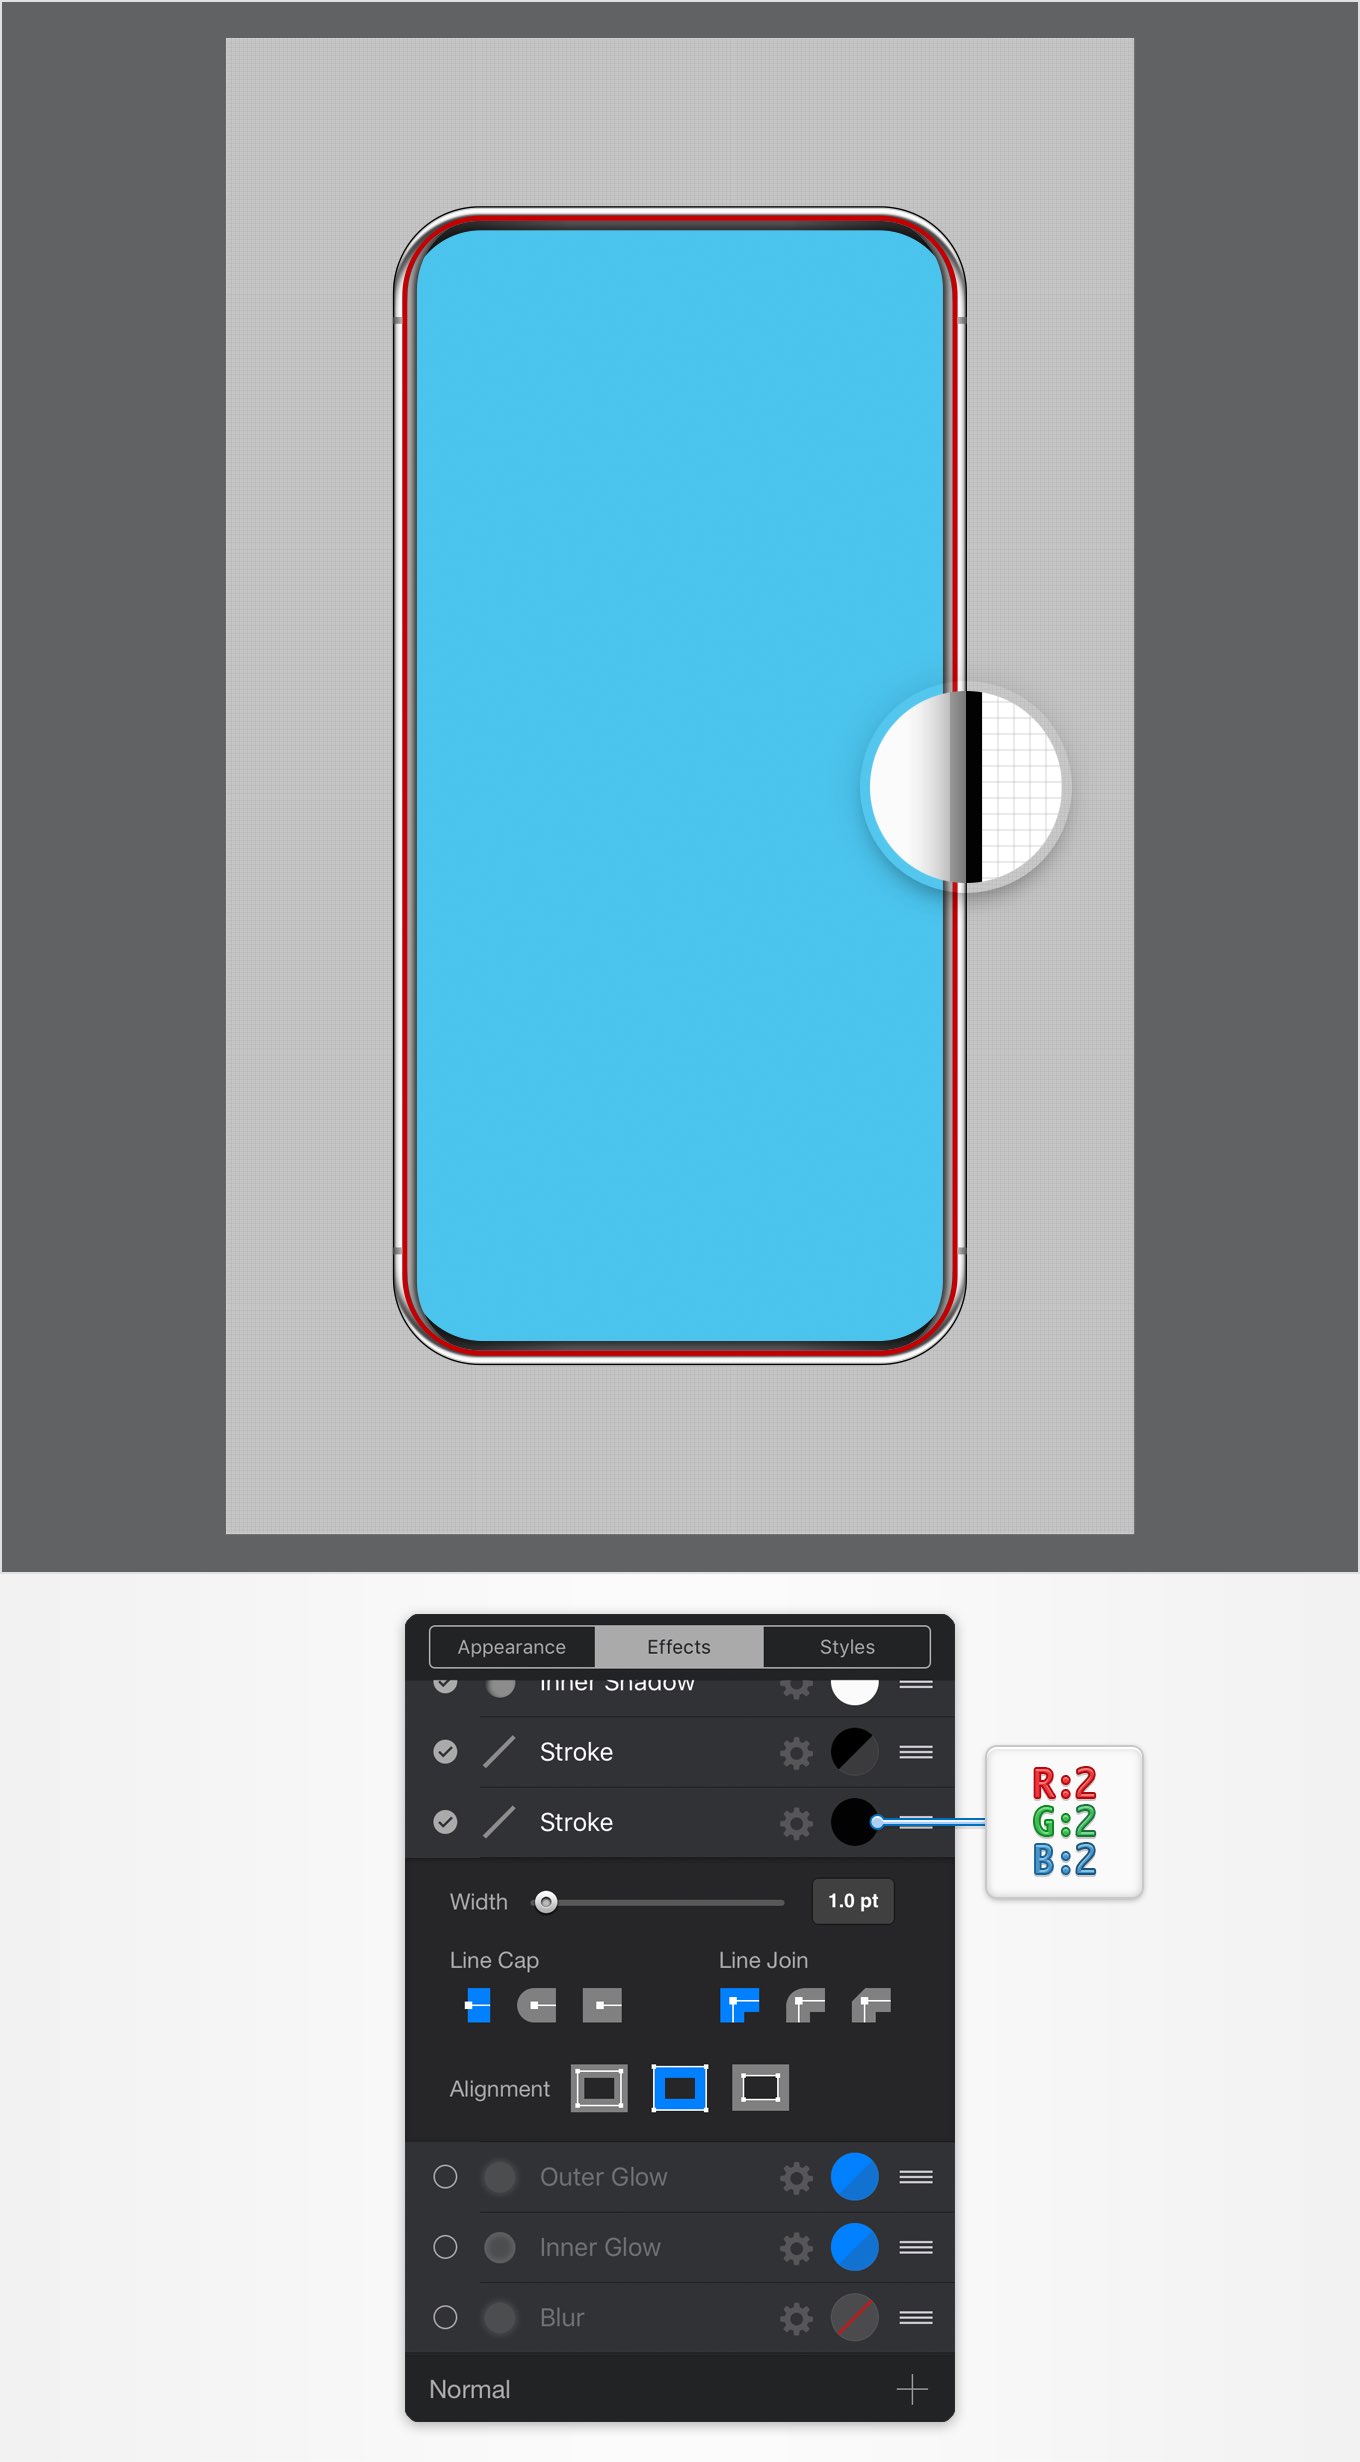 Appearance
Effects
Styles
Inner Shadow
Stroke
Stroke
R:2
G:2
B:2
Width
1.0 pt
Line Cap
Line Join
Alignment
Outer Glow
Inner Glow
Blur
Normal